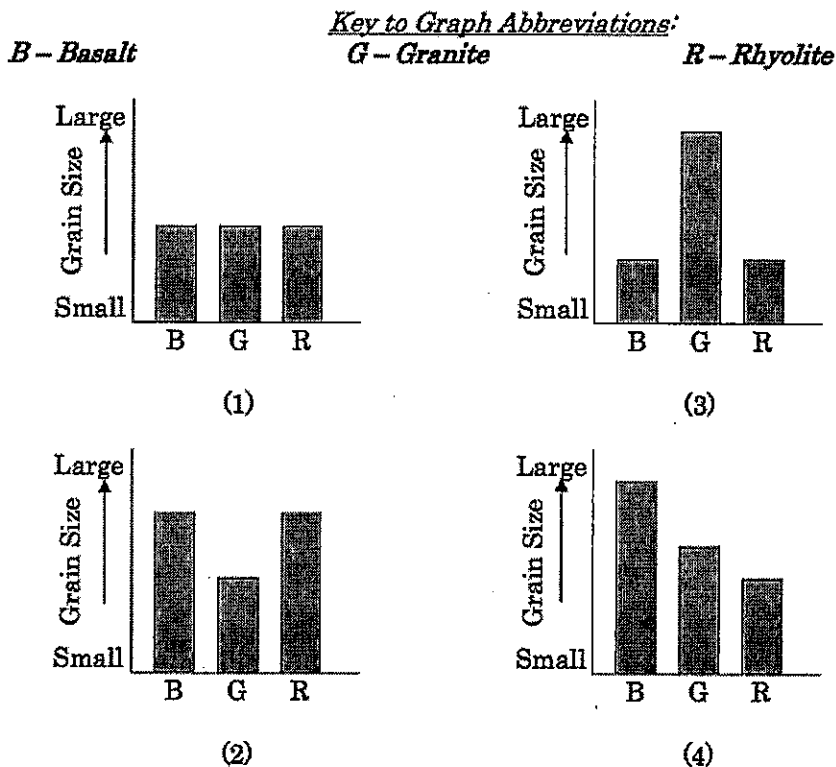 Key to Graph Abbreviations:
B – Basalt G – Granite R – Rhyolite
Large
Grain Size
Small
B G R
(1)
Large
Grain Size
Small
B G R
(3)
Large
Grain Size
Small
B G R
(2)
Large
Grain Size
Small
B G R
(4)